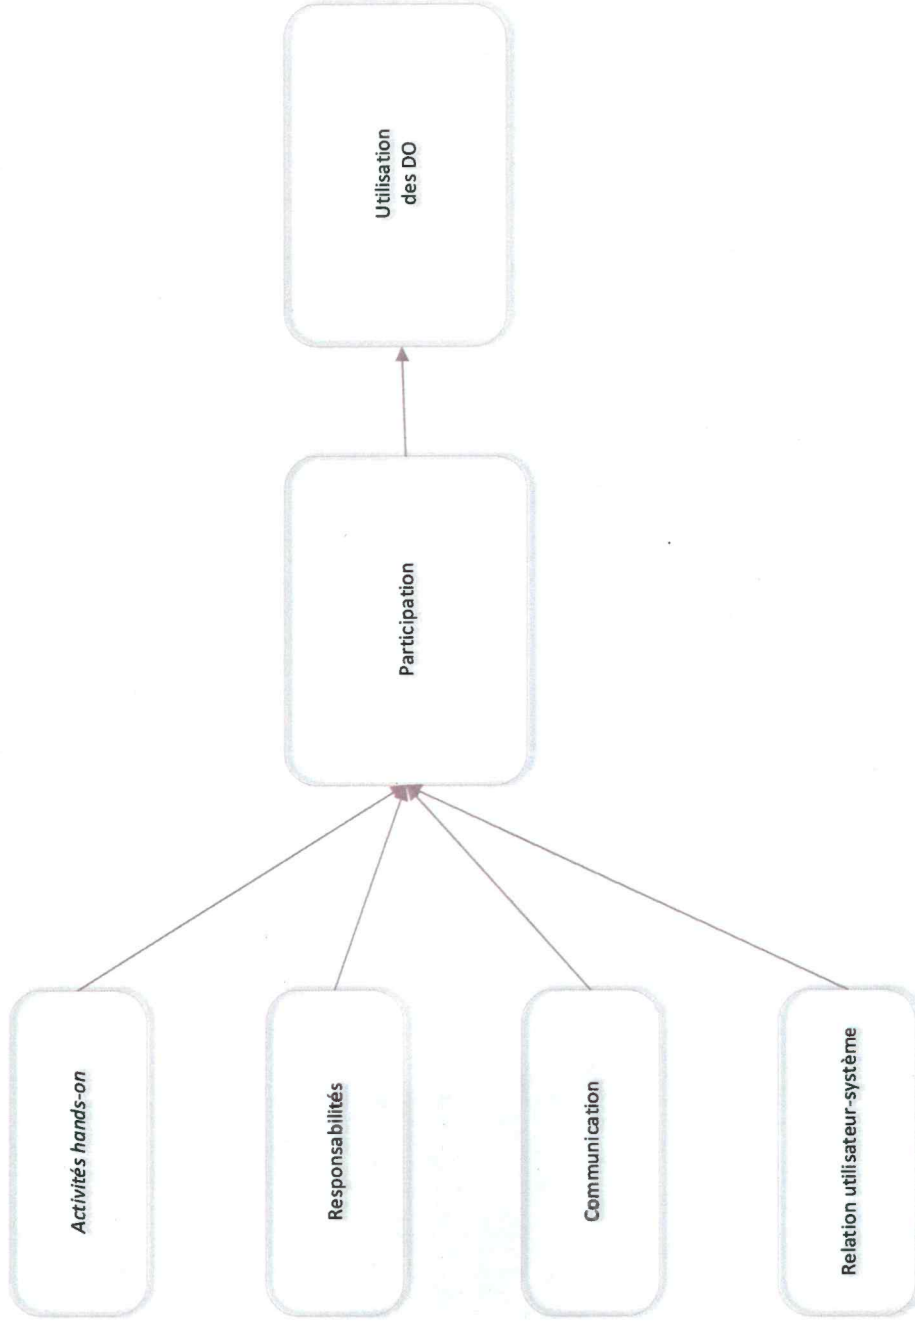 Activités hands-on
Responsabilités
Communication
Relation utilisateur-système
Participation
Utilisation
des DO